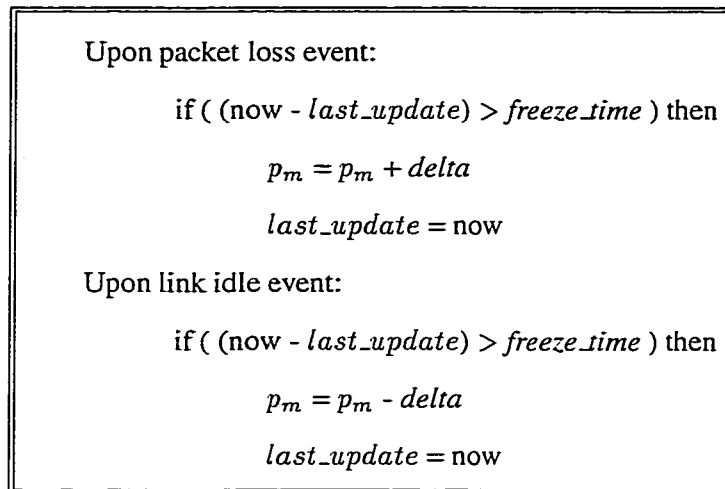 Upon packet loss event:
if ( (now - last_update) > freeze_time ) then
p_m = p_m + delta
last_update = now
Upon link idle event:
if ( (now - last_update) > freeze_time ) then
p_m = p_m - delta
last_update = now